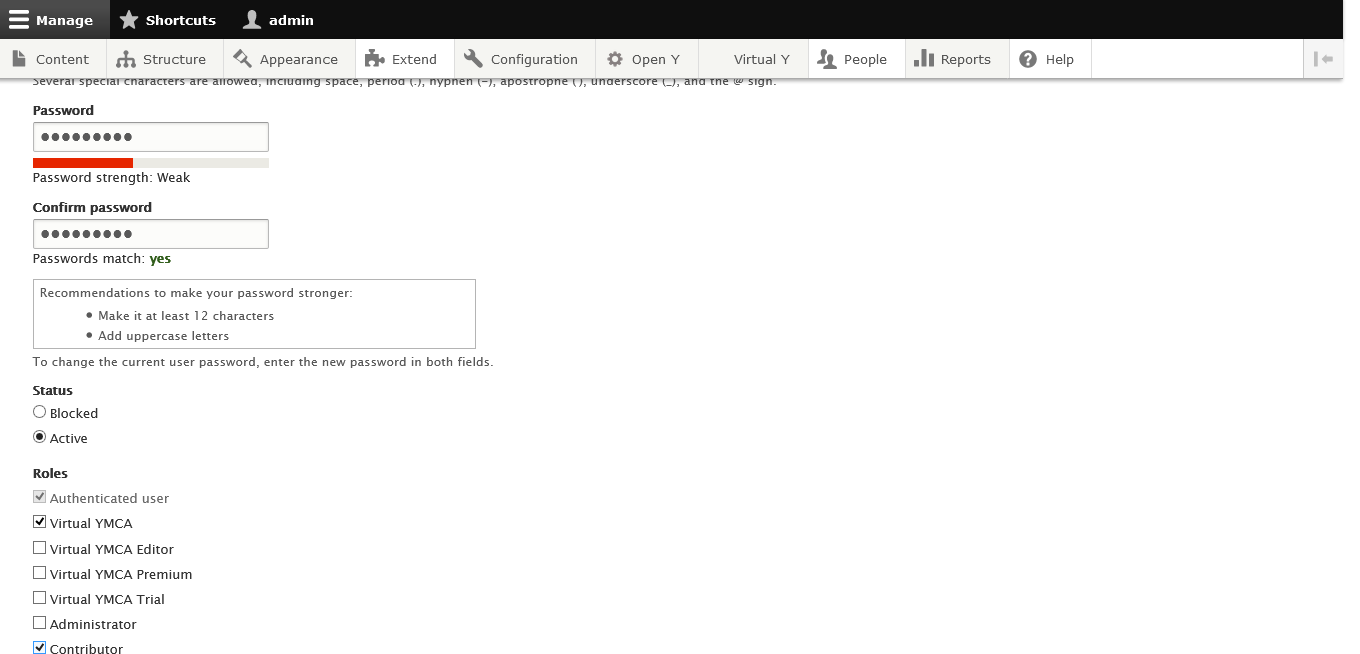 Manage Shortcuts admin
Content Structure Appearance Extend Configuration Open Y Virtual Y People Reports Help
Several special characters are allowed, including space, period (.), hyphen (-), apostrophe ('), underscore (_), and the @ sign.
Password
●●●●●●●●●
Password strength: Weak
Confirm password
●●●●●●●●●
Passwords match: yes
Recommendations to make your password stronger:
• Make it at least 12 characters
• Add uppercase letters
To change the current user password, enter the new password in both fields.
Status
Blocked
Active
Roles
Authenticated user
Virtual YMCA
Virtual YMCA Editor
Virtual YMCA Premium
Virtual YMCA Trial
Administrator
Contributor